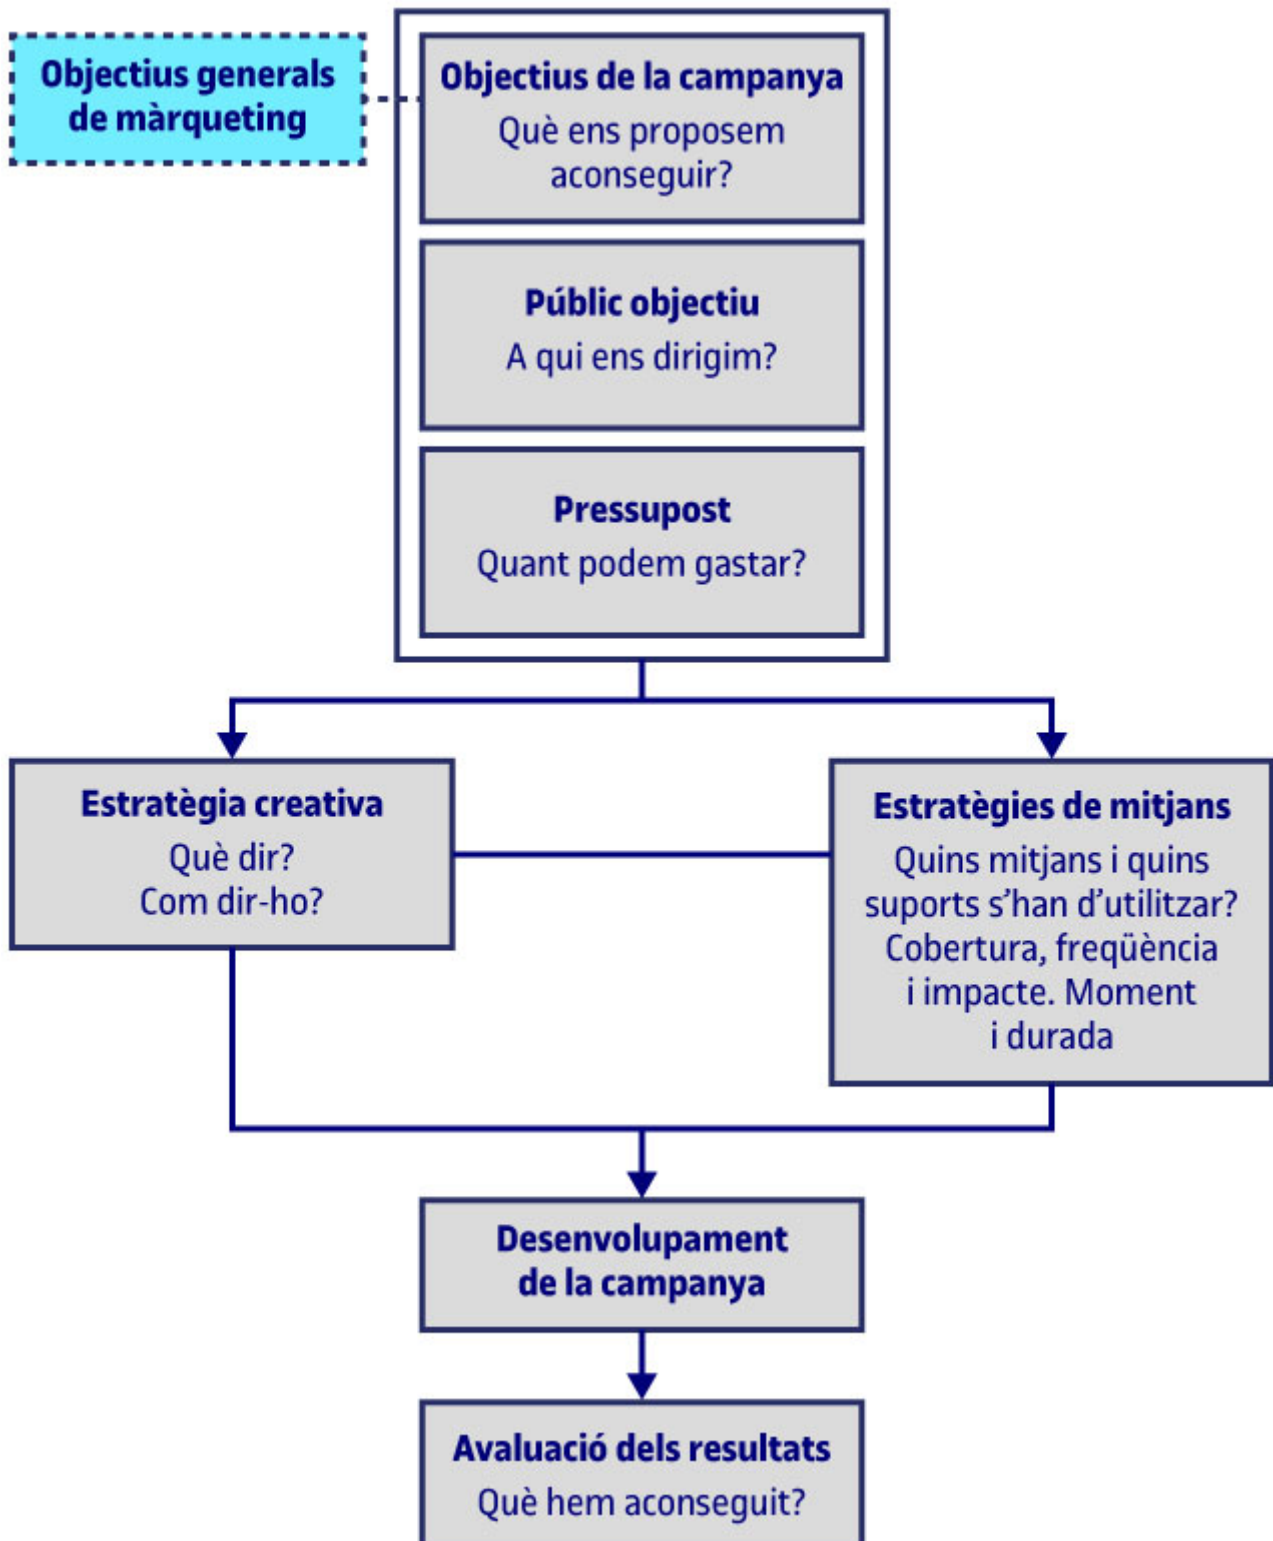 Objectius generals
de màrqueting
Objectius de la campanya
Què ens proposem
aconseguir?
Públic objectiu
A qui ens dirigim?
Pressupost
Quant podem gastar?
Estratègia creativa
Què dir?
Com dir-ho?
Estratègies de mitjans
Quins mitjans i quins
suports s’han d’utilitzar?
Cobertura, freqüència
i impacte. Moment
i durada
Desenvolupament
de la campanya
Avaluació dels resultats
Què hem aconseguit?